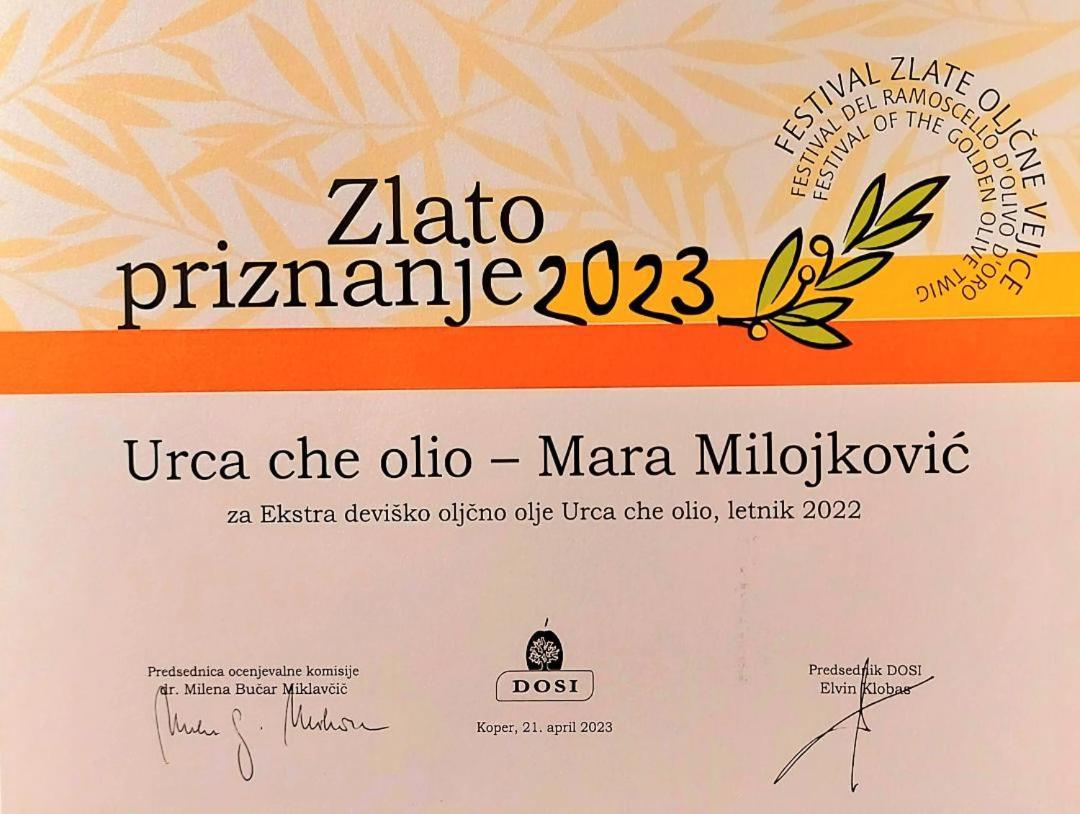 FESTIVAL ZLATE OLJČNE VEJICE
FESTIVAL DEL RAMOSCELLO D'OLIVO D'ORO
FESTIVAL OF THE GOLDEN OLIVE TWIG
Zlato
priznanje 2023
Urca che olio – Mara Milojković
za Ekstra deviško oljčno olje Urca che olio, letnik 2022
Predsednica ocenjevalne komisije
dr. Milena Bučar Miklavčič
DOSI
Koper, 21. april 2023
Predsednik DOSI
Elvin Klobas